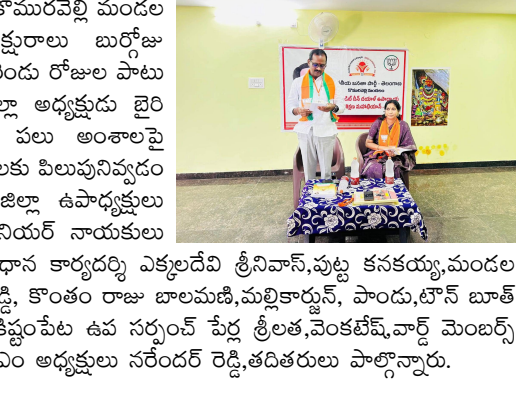 కొమురవెల్లి మండల
క్షురాలు బుర్గోజు
రెండు రోజుల పాటు
ల్లా అధ్యక్షుడు బైరి
పలు అంశాలపై
లకు పిలుపునివ్వడం
జిల్లా ఉపాధ్యక్షులు
నియర్ నాయకులు
ధాన కార్యదర్శి ఎక్కలదేవి శ్రీనివాస్,పుట్ట కనకయ్య,మండల
డ్డి, కొంతం రాజు బాలమణి,మల్లికార్జున్, పాండు,టౌన్ బూత్
కిష్టంపేట ఉప సర్పంచ్ పేర్ల శ్రీలత,వెంకటేష్,వార్డ్ మెంబర్స్
ఎం అధ్యక్షులు నరేందర్ రెడ్డి,తదితరులు పాల్గొన్నారు.
జనతా పార్టీ - తెలంగాణ